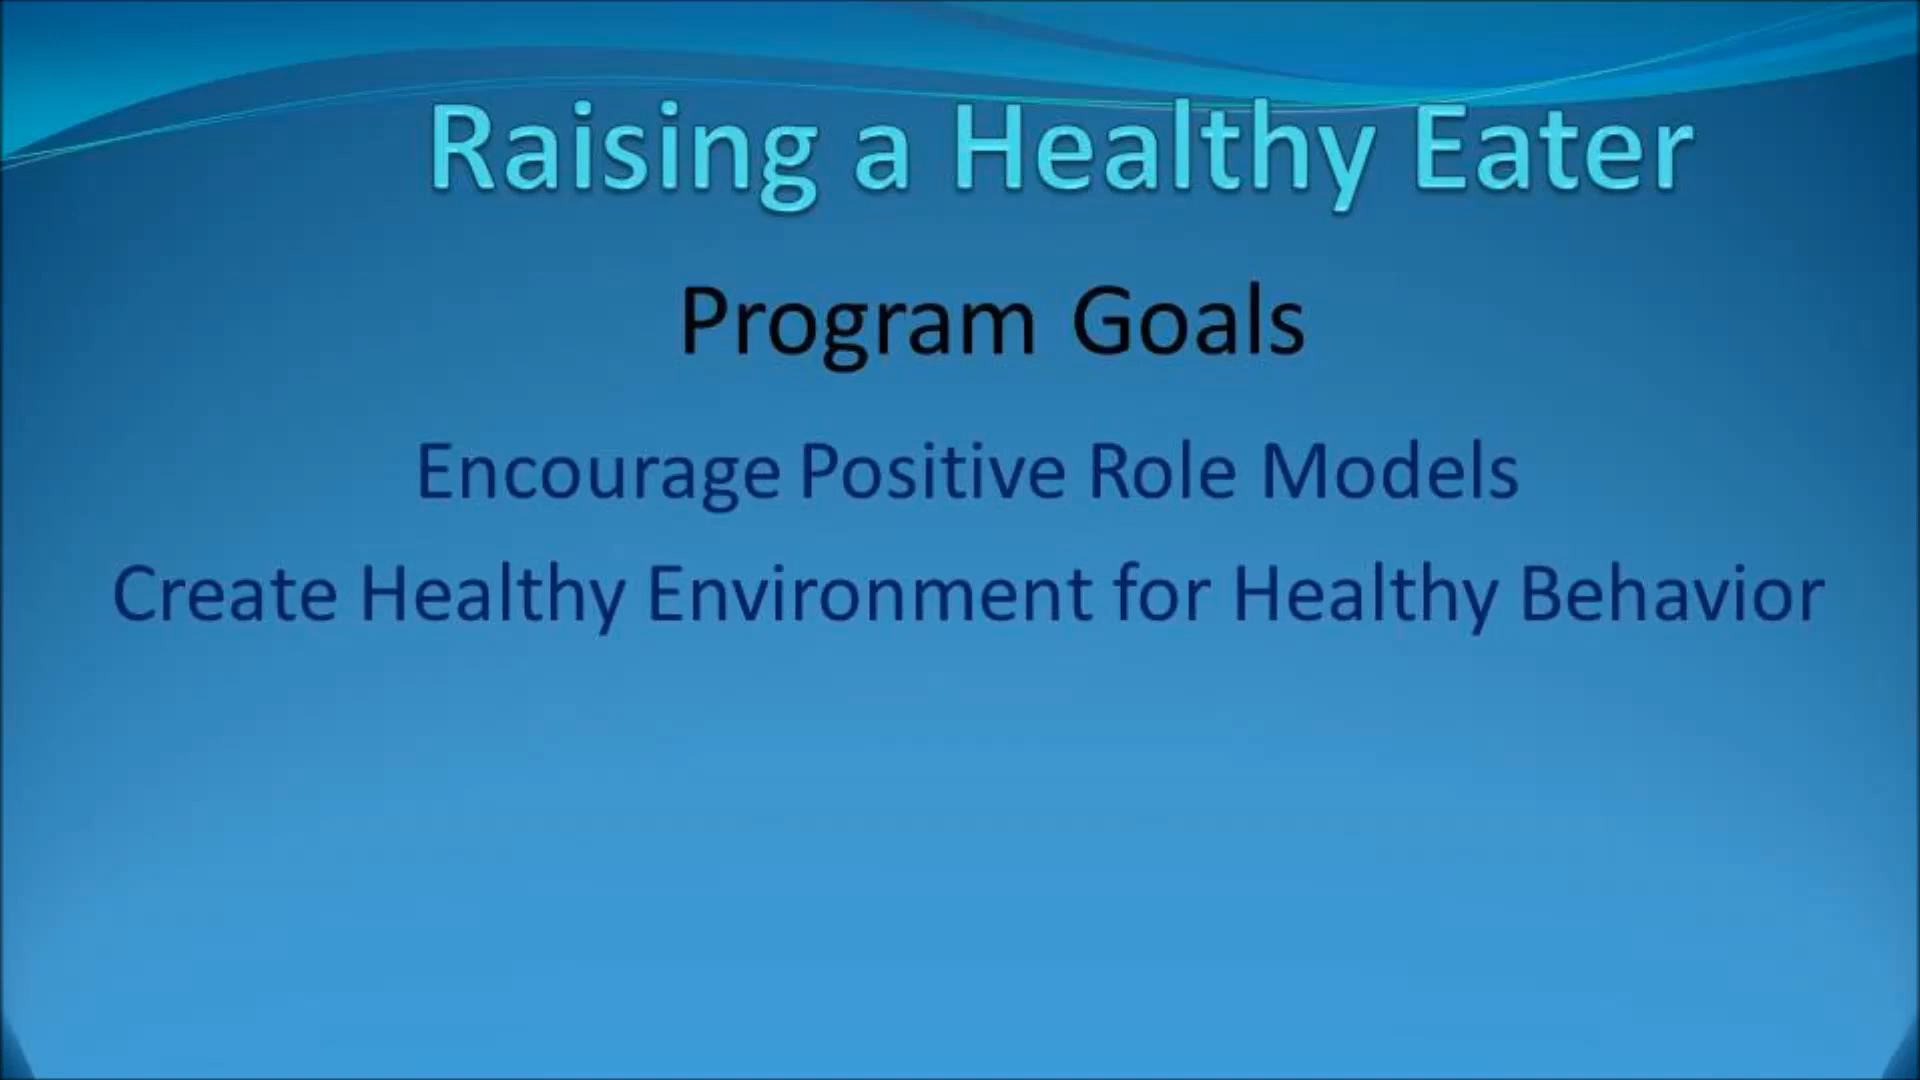 Raising a Healthy Eater
Program Goals
Encourage Positive Role Models
Create Healthy Environment for Healthy Behavior